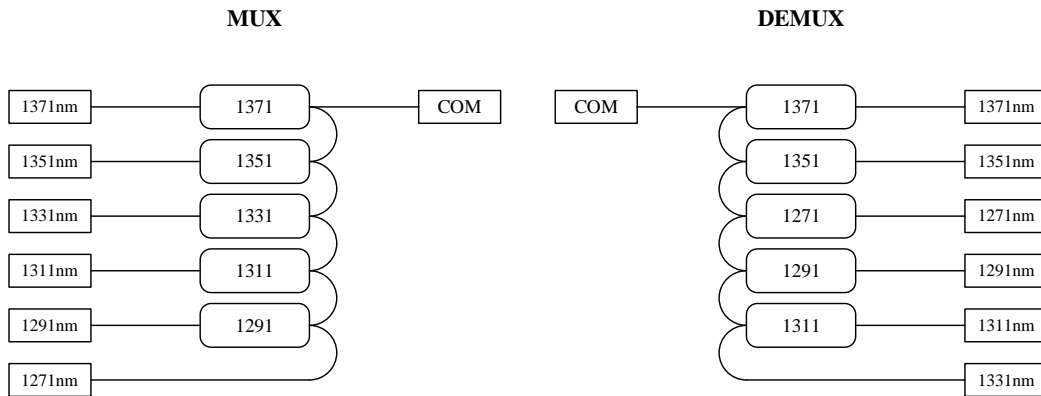 MUX
DEMUX
1371nm 1371 COM
1351nm 1351
1331nm 1331
1311nm 1311
1291nm 1291
1271nm
COM 1371 1371nm
1351 1351nm
1271 1271nm
1291 1291nm
1311 1311nm
1331nm